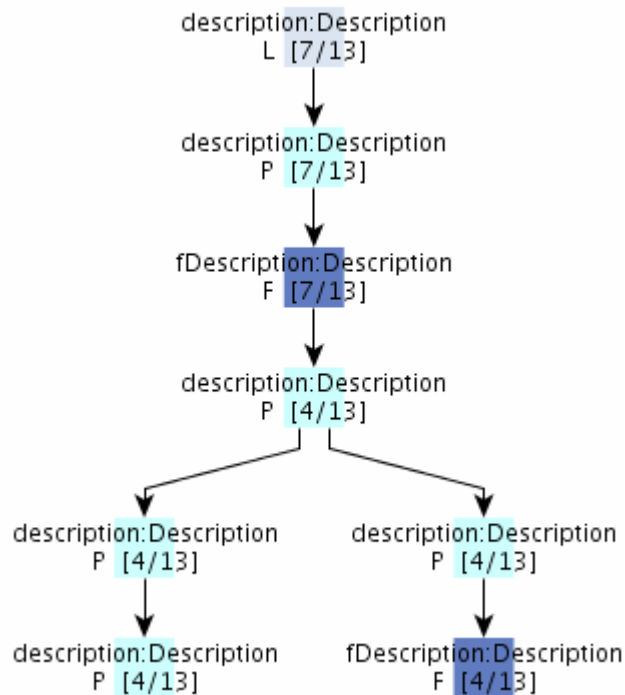 description:Description
L [7/13]
description:Description
P [7/13]
fDescription:Description
F [7/13]
description:Description
P [4/13]
description:Description
P [4/13]
description:Description
P [4/13]
description:Description
P [4/13]
fDescription:Description
F [4/13]